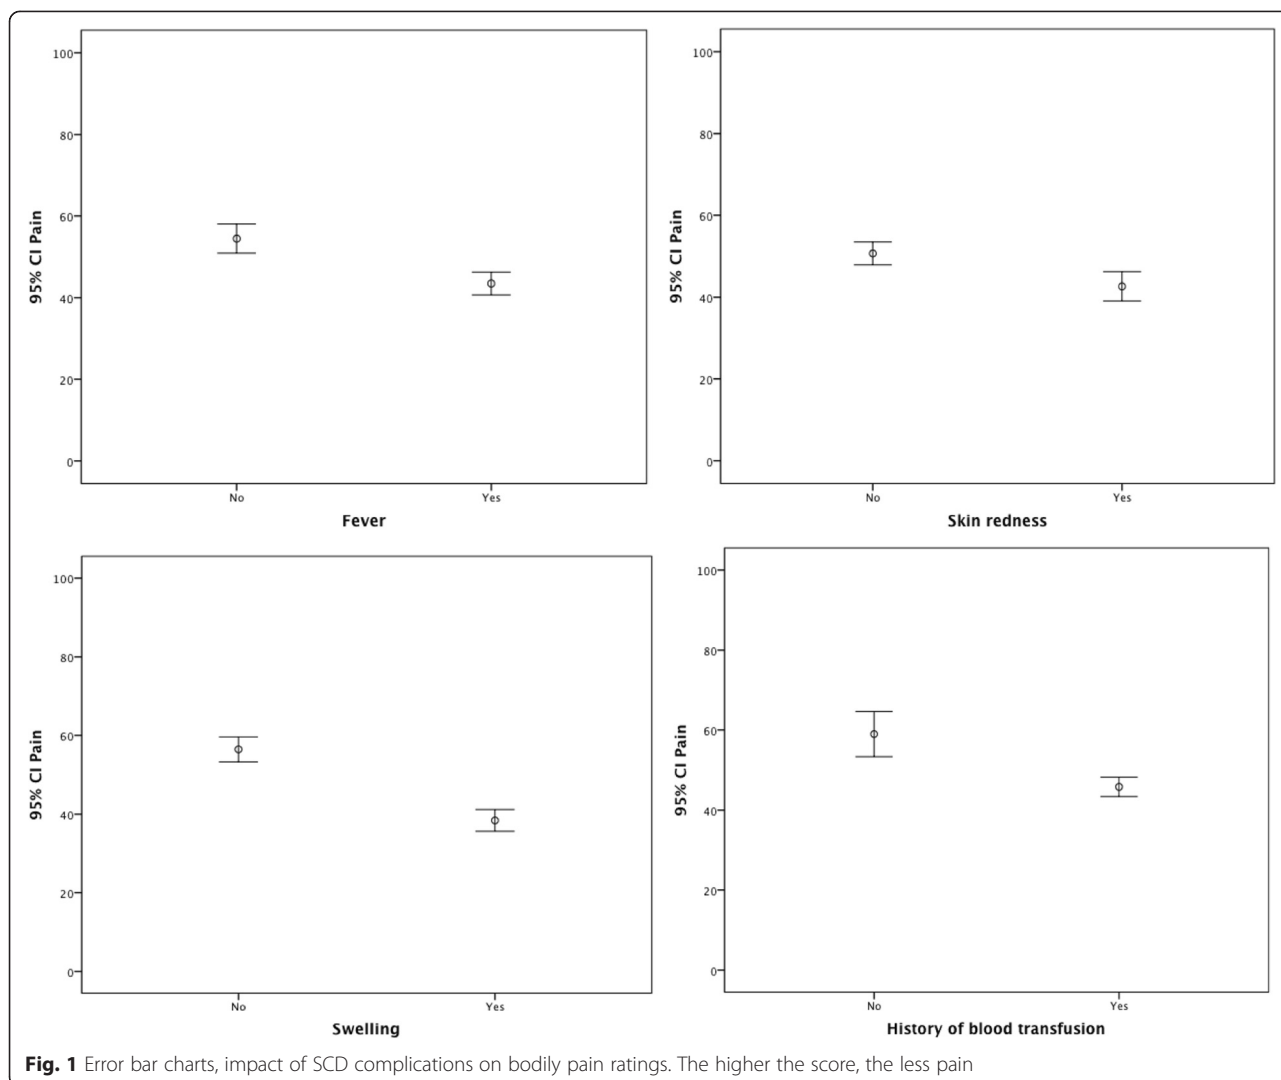 100
80
60
40
20
0
95% CI Pain
No Yes
Fever
100
80
60
40
20
0
95% CI Pain
No Yes
Skin redness
100
80
60
40
20
0
95% CI Pain
No Yes
Swelling
100
80
60
40
20
0
95% CI Pain
No Yes
History of blood transfusion
Fig. 1 Error bar charts, impact of SCD complications on bodily pain ratings. The higher the score, the less pain